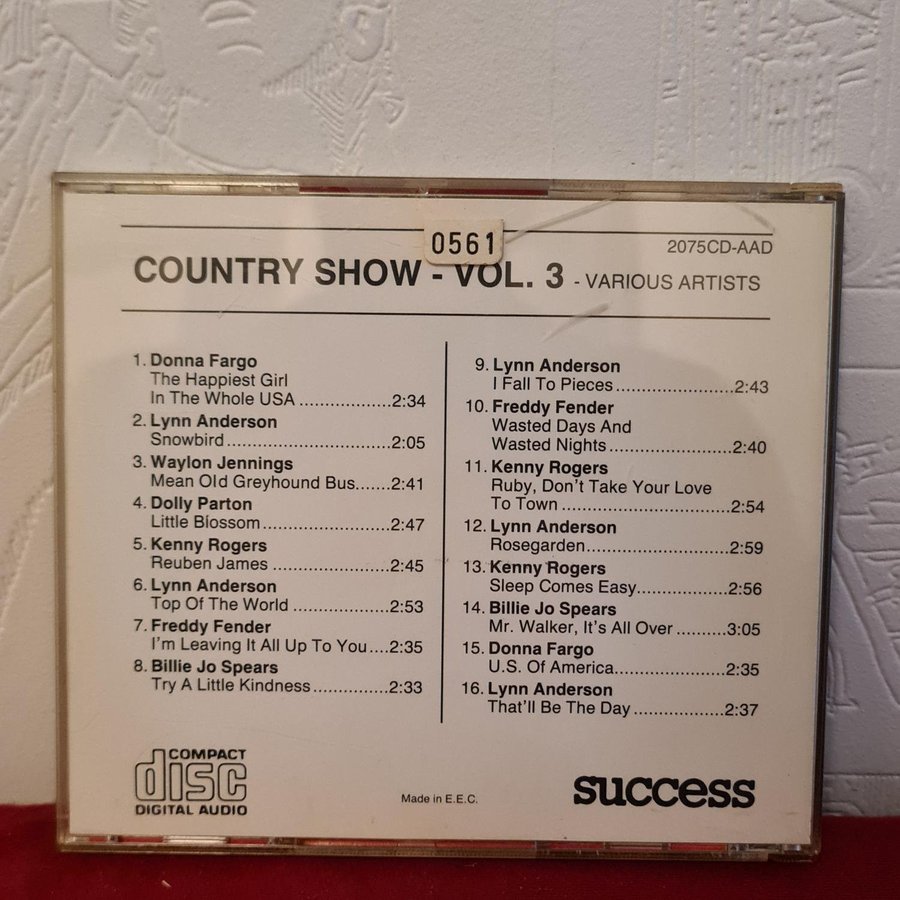 0561
2075CD-AAD
COUNTRY SHOW - VOL. 3 - VARIOUS ARTISTS
1. Donna Fargo
The Happiest Girl
In The Whole USA ..................2:34
2. Lynn Anderson
Snowbird................................2:05
3. Waylon Jennings
Mean Old Greyhound Bus.......2:41
4. Dolly Parton
Little Blossom.........................2:47
5. Kenny Rogers
Reuben James .......................2:45
6. Lynn Anderson
Top Of The World ...................2:53
7. Freddy Fender
I'm Leaving It All Up To You....2:35
8. Billie Jo Spears
Try A Little Kindness...............2:33
9. Lynn Anderson
I Fall To Pieces.......................2:43
10. Freddy Fender
Wasted Days And
Wasted Nights........................2:40
11. Kenny Rogers
Ruby, Don't Take Your Love
To Town .................................2:54
12. Lynn Anderson
Rosegarden............................2:59
13. Kenny Rogers
Sleep Comes Easy..................2:56
14. Billie Jo Spears
Mr. Walker, It's All Over ..........3:05
15. Donna Fargo
U.S. Of America......................2:35
16. Lynn Anderson
That'll Be The Day ..................2:37
COMPACT
disc
DIGITAL AUDIO
Made in E.E.C.
success